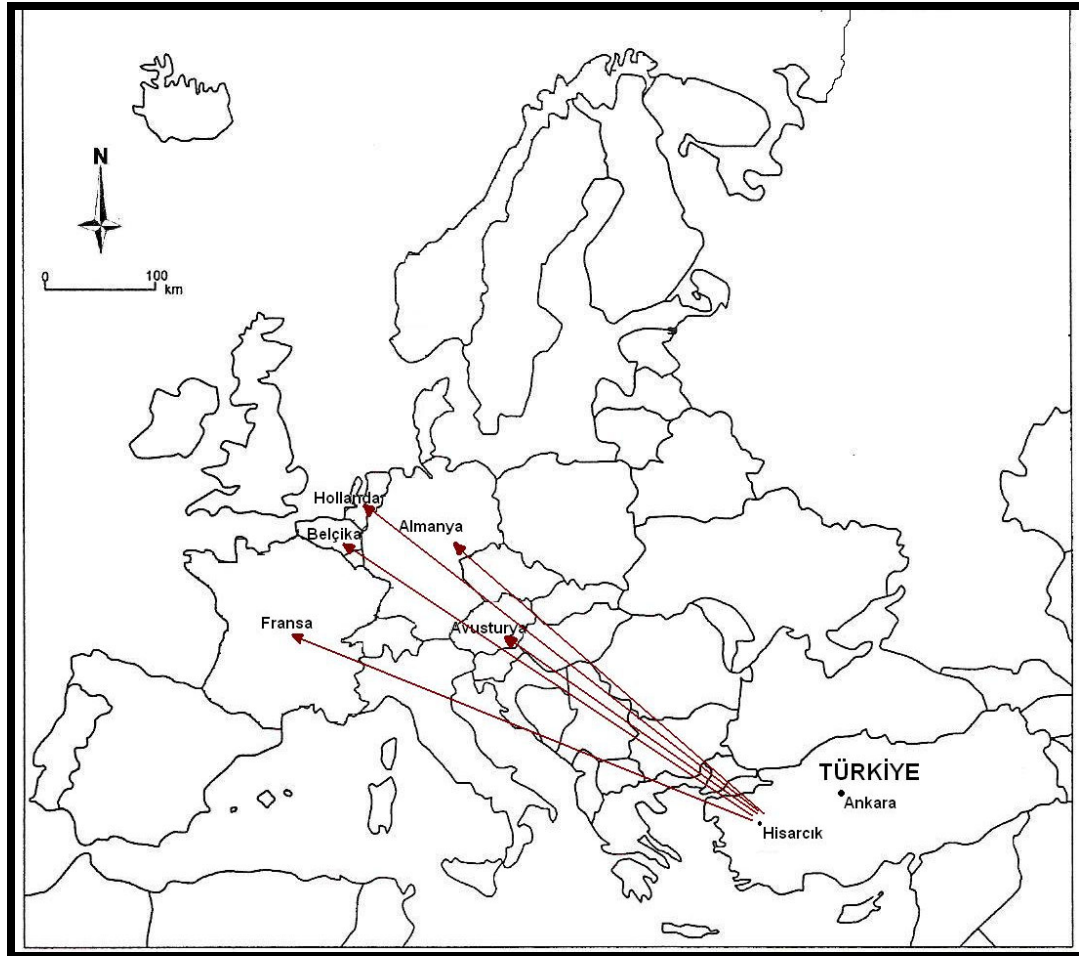 N
0 100
km
Hollanda
Almanya
Belçika
Fransa
Avusturya
TÜRKİYE
Ankara
Hisarcık